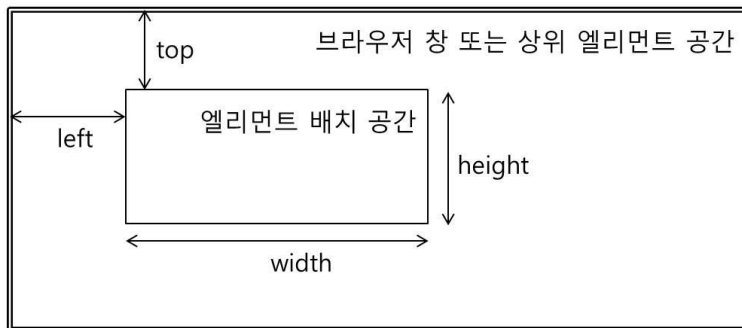 브라우저 창 또는 상위 엘리먼트 공간
top
엘리먼트 배치 공간
left
height
width